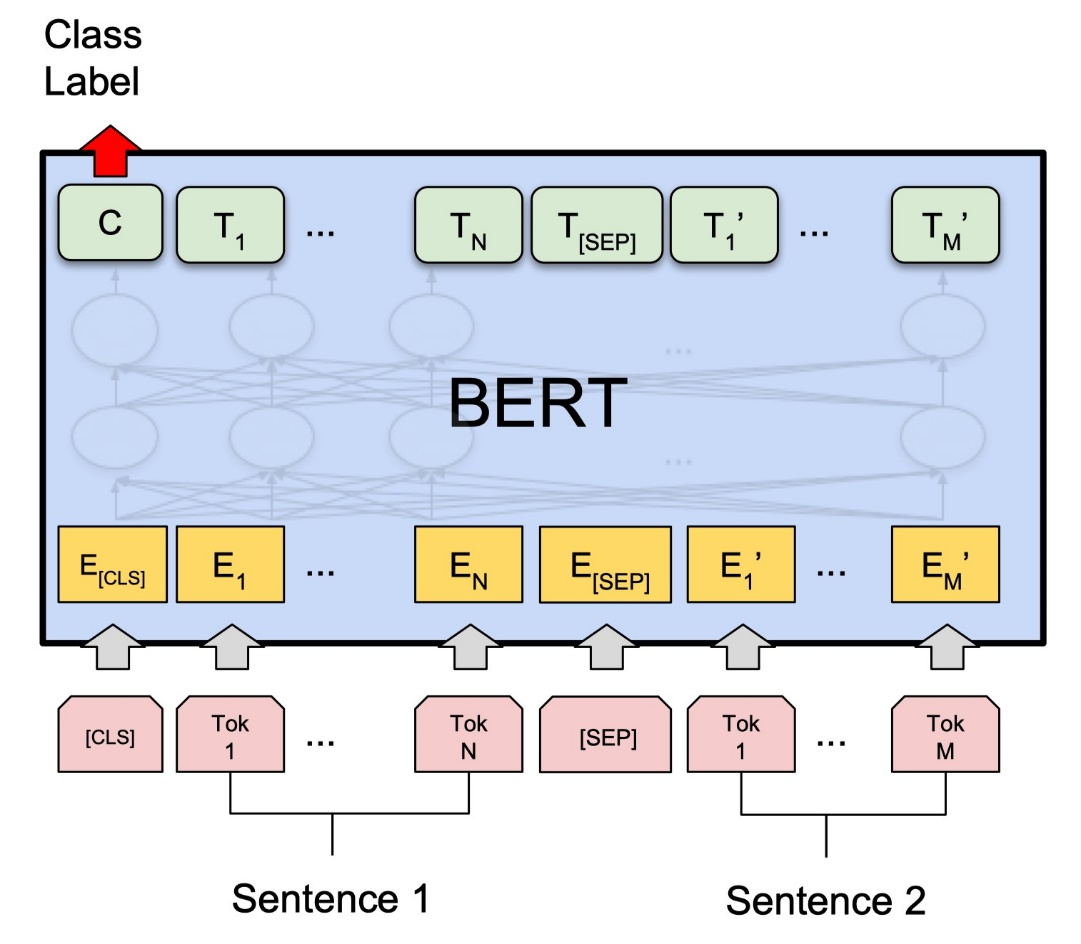 Class
Label
C T1 ... TN T[SEP] T1’ ... TM’
...
BERT
...
E[CLS] E1 ... EN E[SEP] E1’ ... EM’
[CLS] Tok 1 ... Tok N [SEP] Tok 1 ... Tok M
Sentence 1 Sentence 2